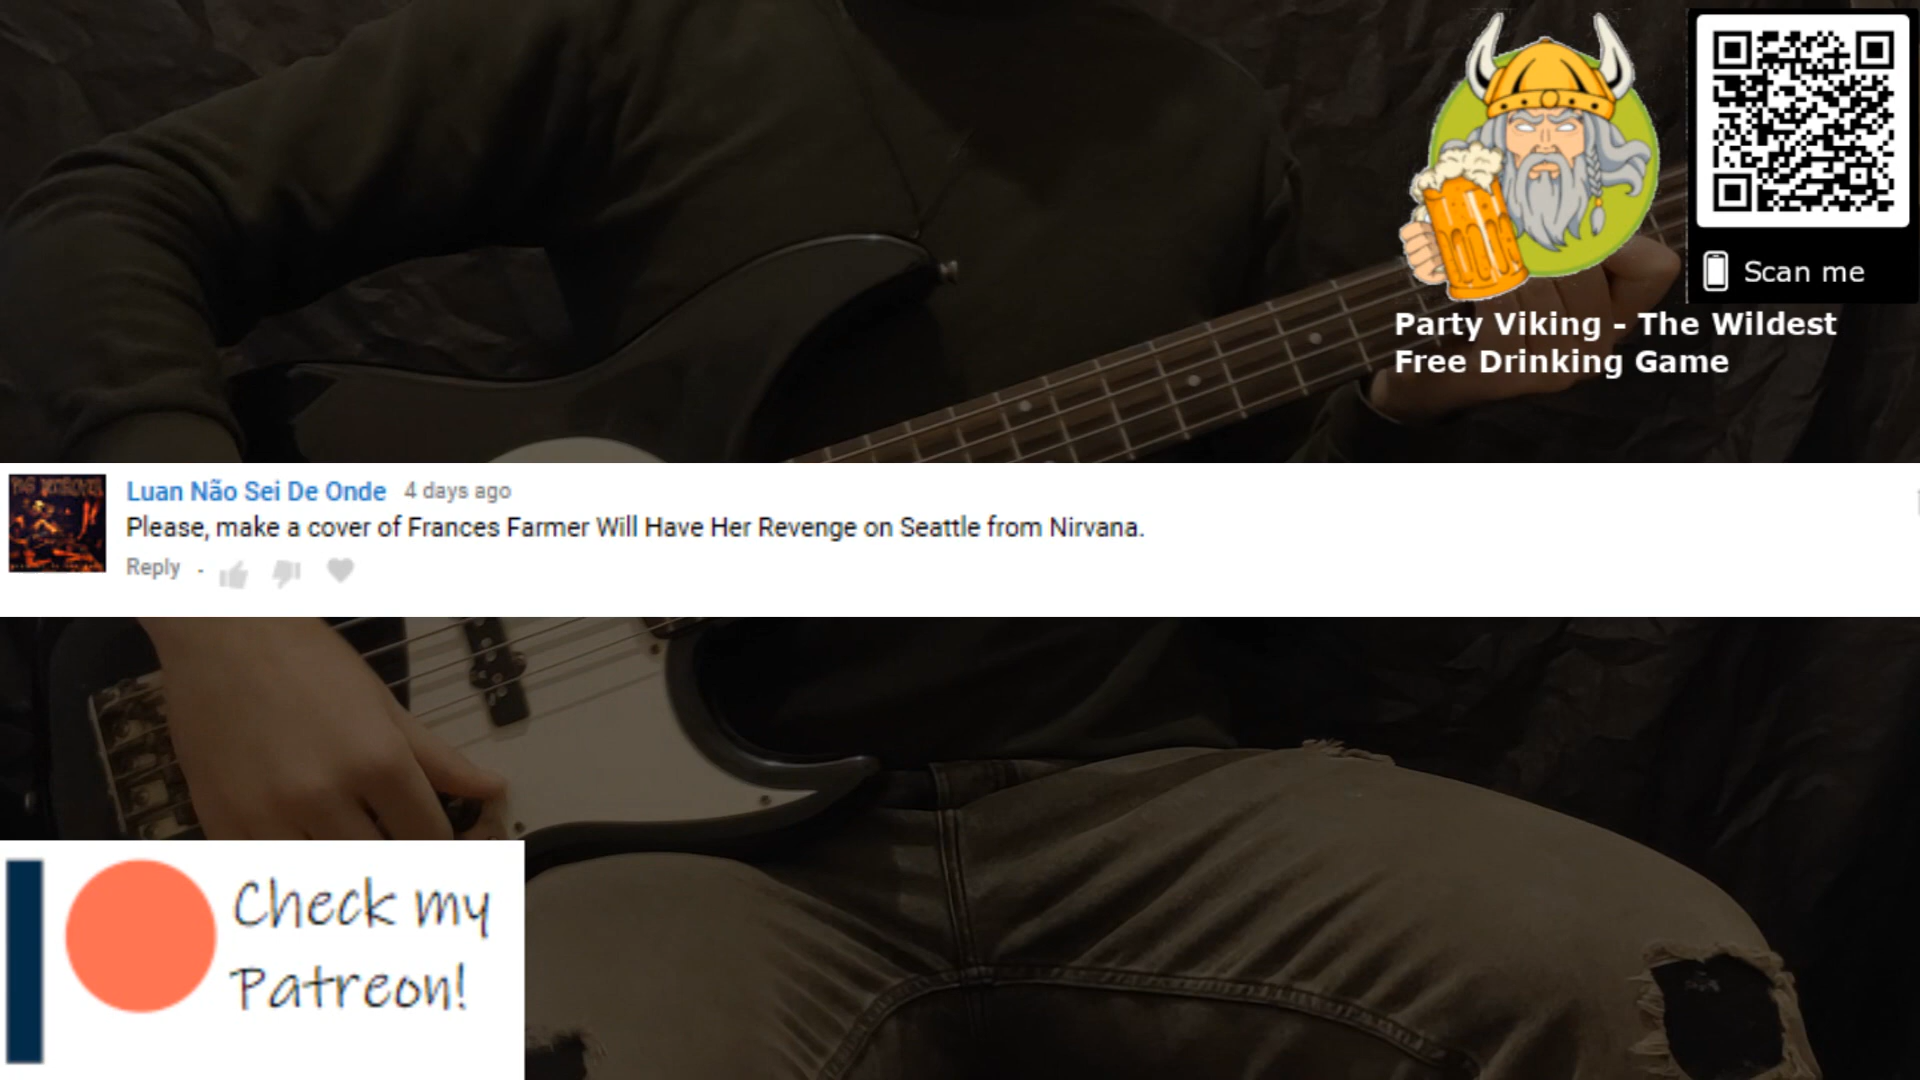 Scan me
Party Viking - The Wildest
Free Drinking Game
Luan Não Sei De Onde 4 days ago
Please, make a cover of Frances Farmer Will Have Her Revenge on Seattle from Nirvana.
Reply -
Check my
Patreon!